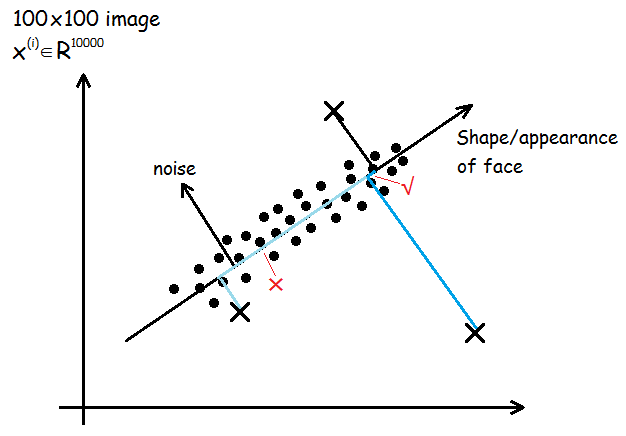 100x100 image
x(i)∈R10000
noise
Shape/appearance
of face
√
×